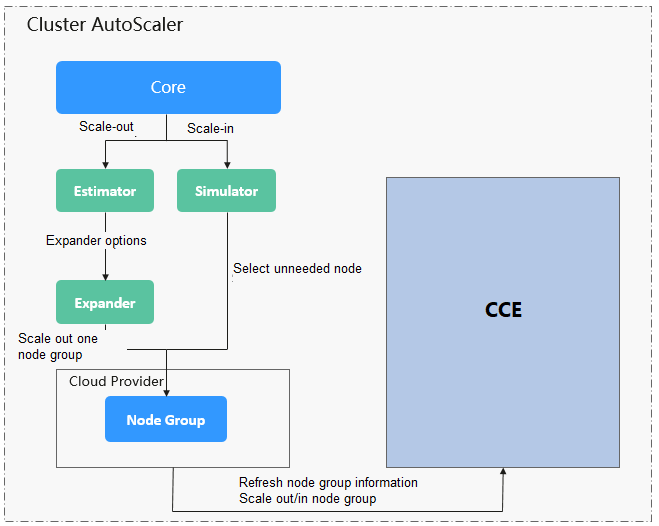 Cluster AutoScaler
Core
Scale-out
Scale-in
Estimator
Simulator
Expander options
Select unneeded node
Expander
CCE
Scale out one
node group
Cloud Provider
Node Group
Refresh node group information
Scale out/in node group